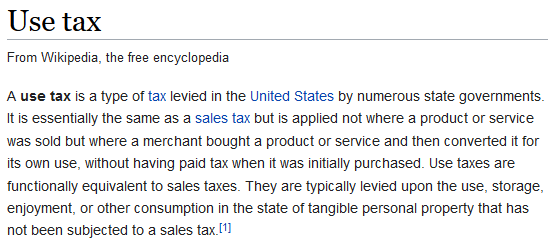 Use tax
From Wikipedia, the free encyclopedia
A use tax is a type of tax levied in the United States by numerous state governments.
It is essentially the same as a sales tax but is applied not where a product or service
was sold but where a merchant bought a product or service and then converted it for
its own use, without having paid tax when it was initially purchased. Use taxes are
functionally equivalent to sales taxes. They are typically levied upon the use, storage,
enjoyment, or other consumption in the state of tangible personal property that has
not been subjected to a sales tax.[1]